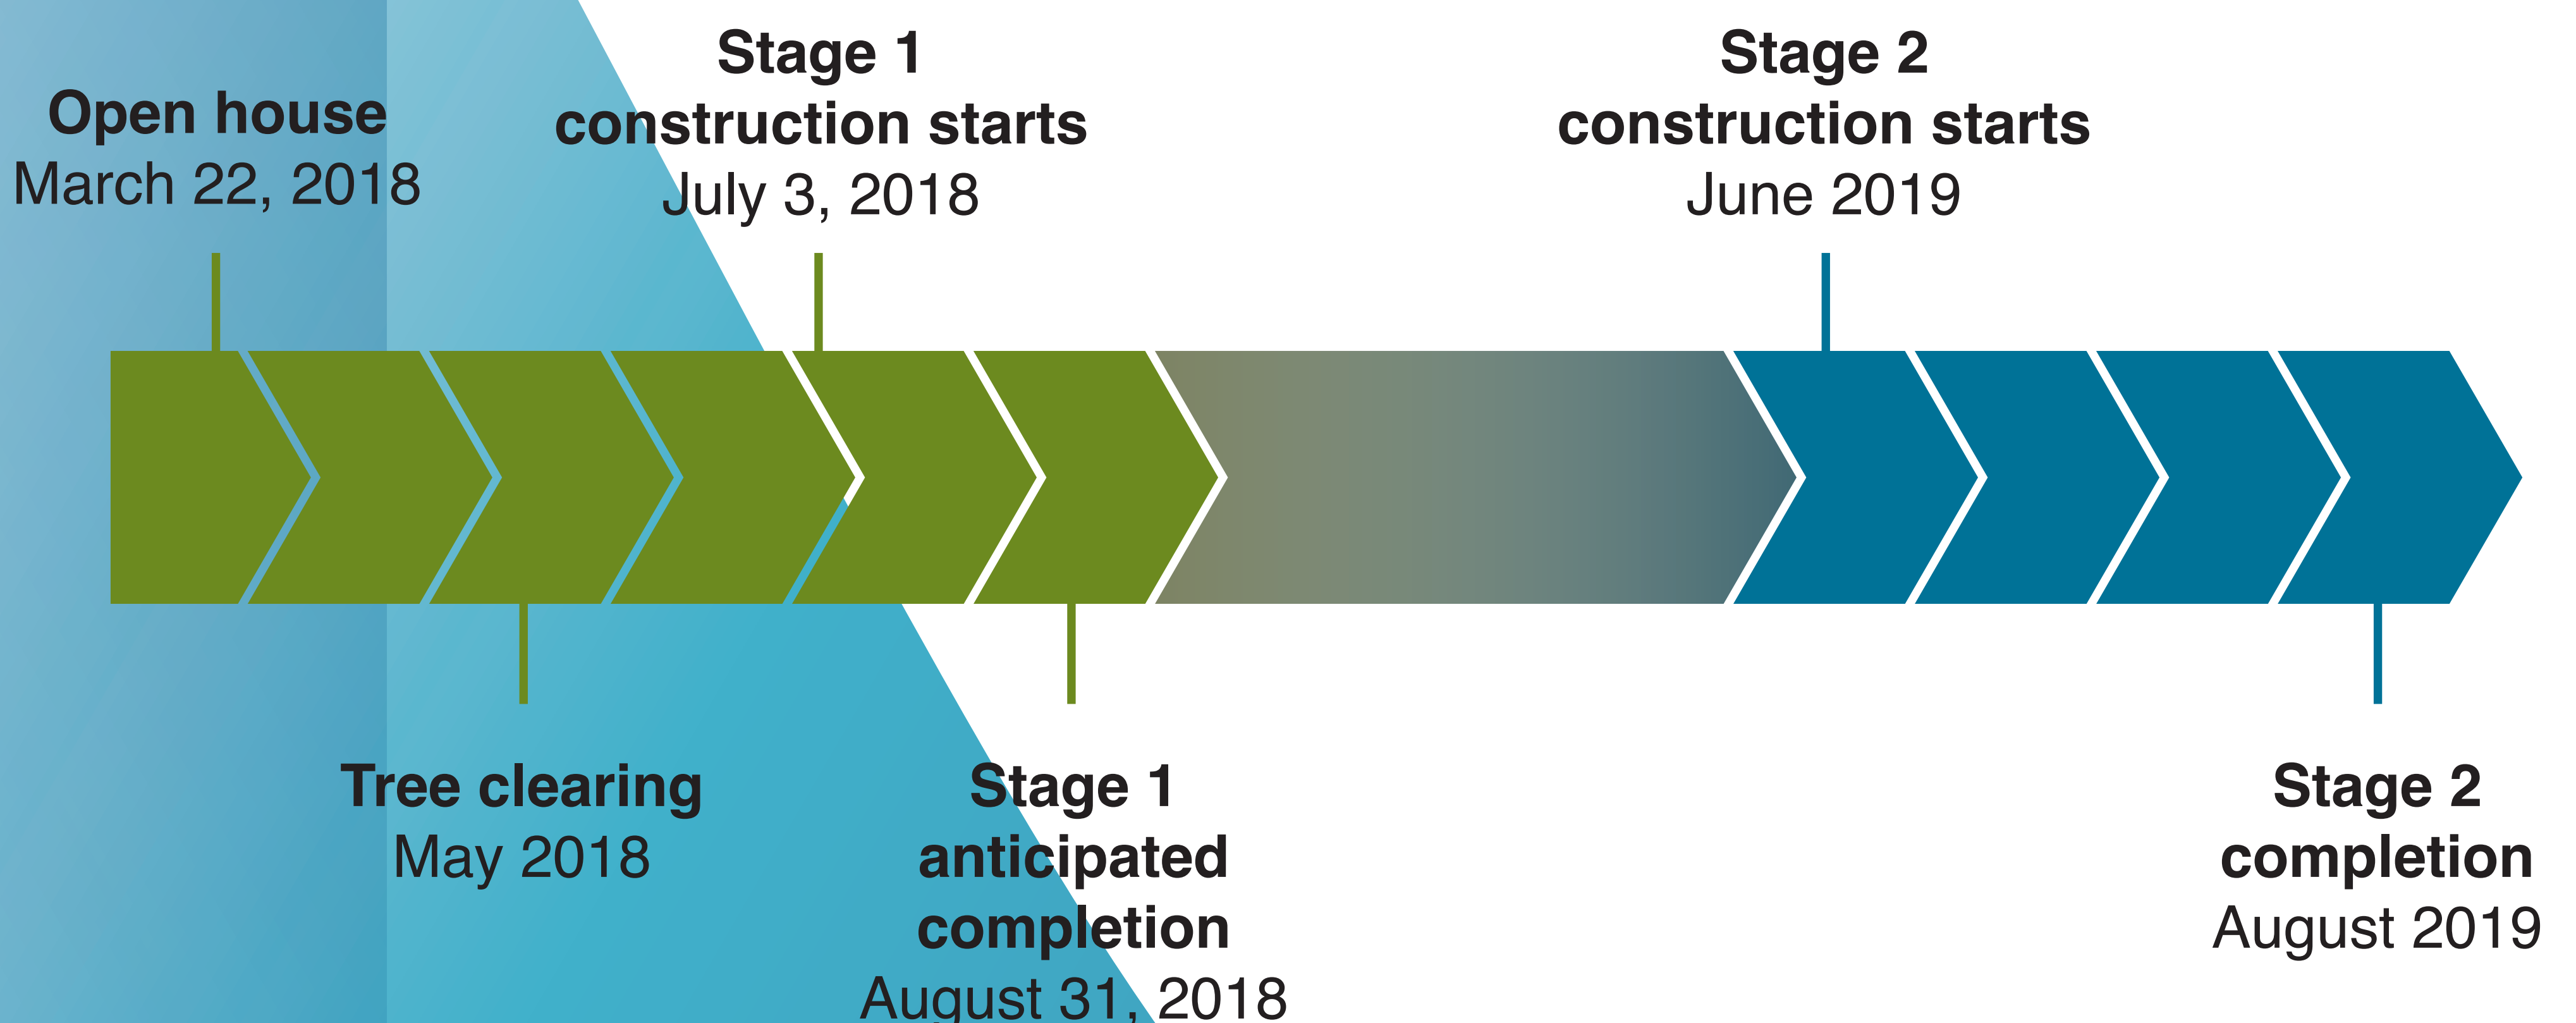 Open house
March 22, 2018
Stage 1
construction starts
July 3, 2018
Stage 2
construction starts
June 2019
Tree clearing
May 2018
Stage 1
anticipated
completion
August 31, 2018
Stage 2
completion
August 2019